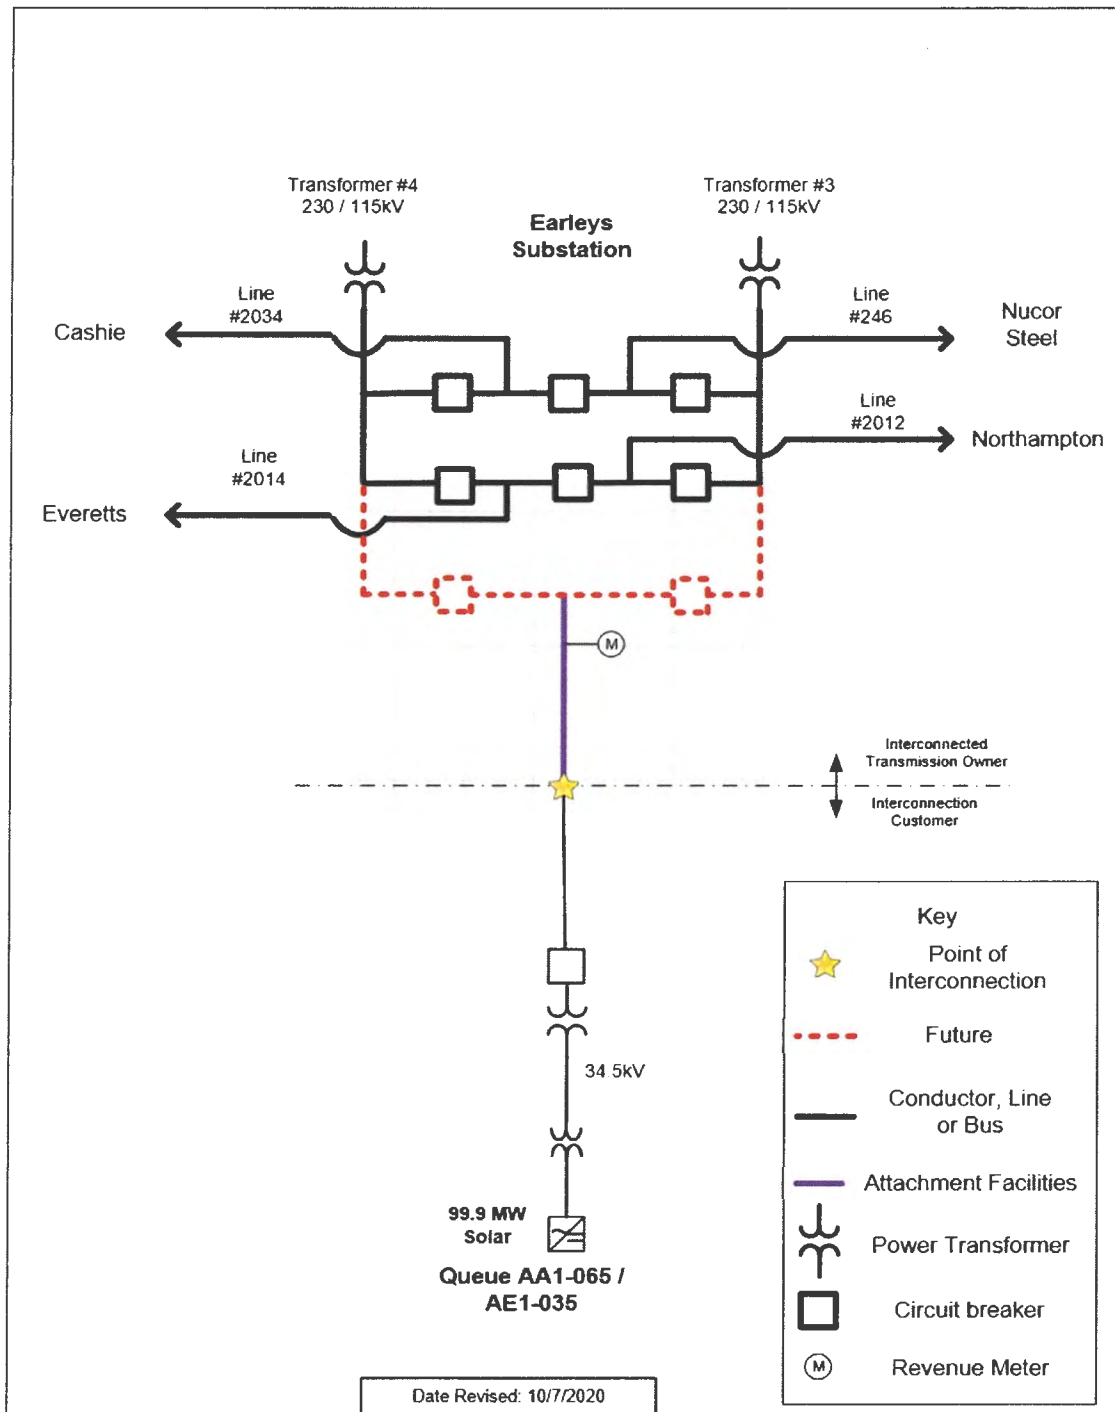 Transformer #4
230 / 115kV
Transformer #3
230 / 115kV
Earleys
Substation
Line
#2034
Line
#246
Cashie
Nucor
Steel
Line
#2012
Northampton
Line
#2014
Everetts
M
Interconnected
Transmission Owner
Interconnection
Customer
34.5kV
99.9 MW
Solar
Queue AA1-065 /
AE1-035
Key
Point of
Interconnection
Future
Conductor, Line
or Bus
Attachment Facilities
Power Transformer
Circuit breaker
M
Revenue Meter
Date Revised: 10/7/2020